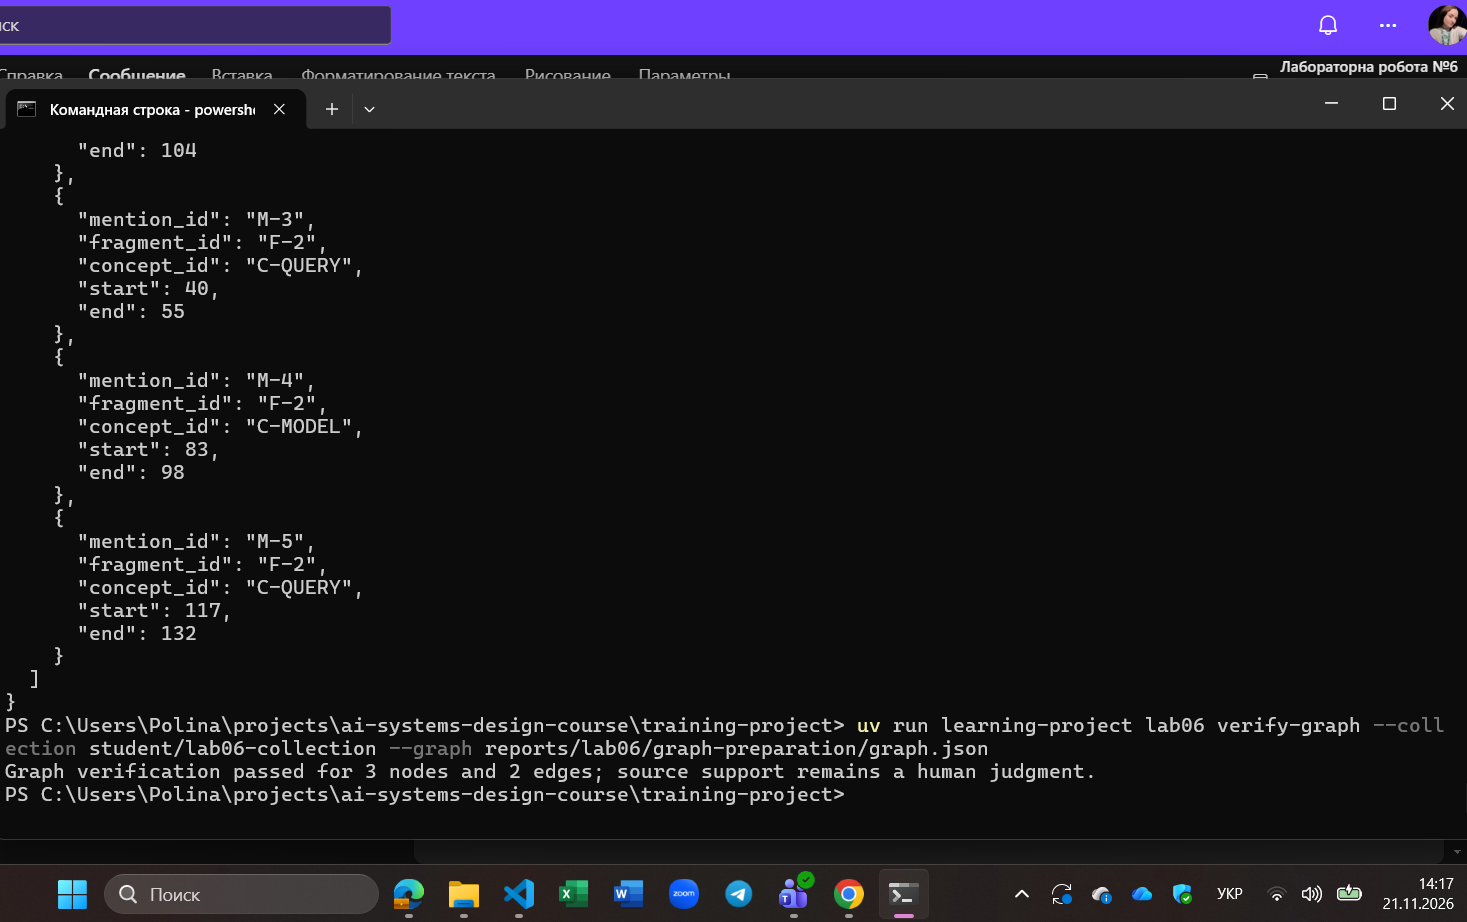 ск
Справка Сообщение Вставка Форматирование текста Рисование Параметры
Лабораторна робота №6
Командная строка - powersh
"end": 104
},
{
"mention_id": "M-3",
"fragment_id": "F-2",
"concept_id": "C-QUERY",
"start": 40,
"end": 55
},
{
"mention_id": "M-4",
"fragment_id": "F-2",
"concept_id": "C-MODEL",
"start": 83,
"end": 98
},
{
"mention_id": "M-5",
"fragment_id": "F-2",
"concept_id": "C-QUERY",
"start": 117,
"end": 132
}
]
}
PS C:\Users\Polina\projects\ai-systems-design-course\training-project> uv run learning-project lab06 verify-graph --coll
ection student/lab06-collection --graph reports/lab06/graph-preparation/graph.json
Graph verification passed for 3 nodes and 2 edges; source support remains a human judgment.
PS C:\Users\Polina\projects\ai-systems-design-course\training-project>
Поиск
zoom
УКР
14:17
21.11.2026